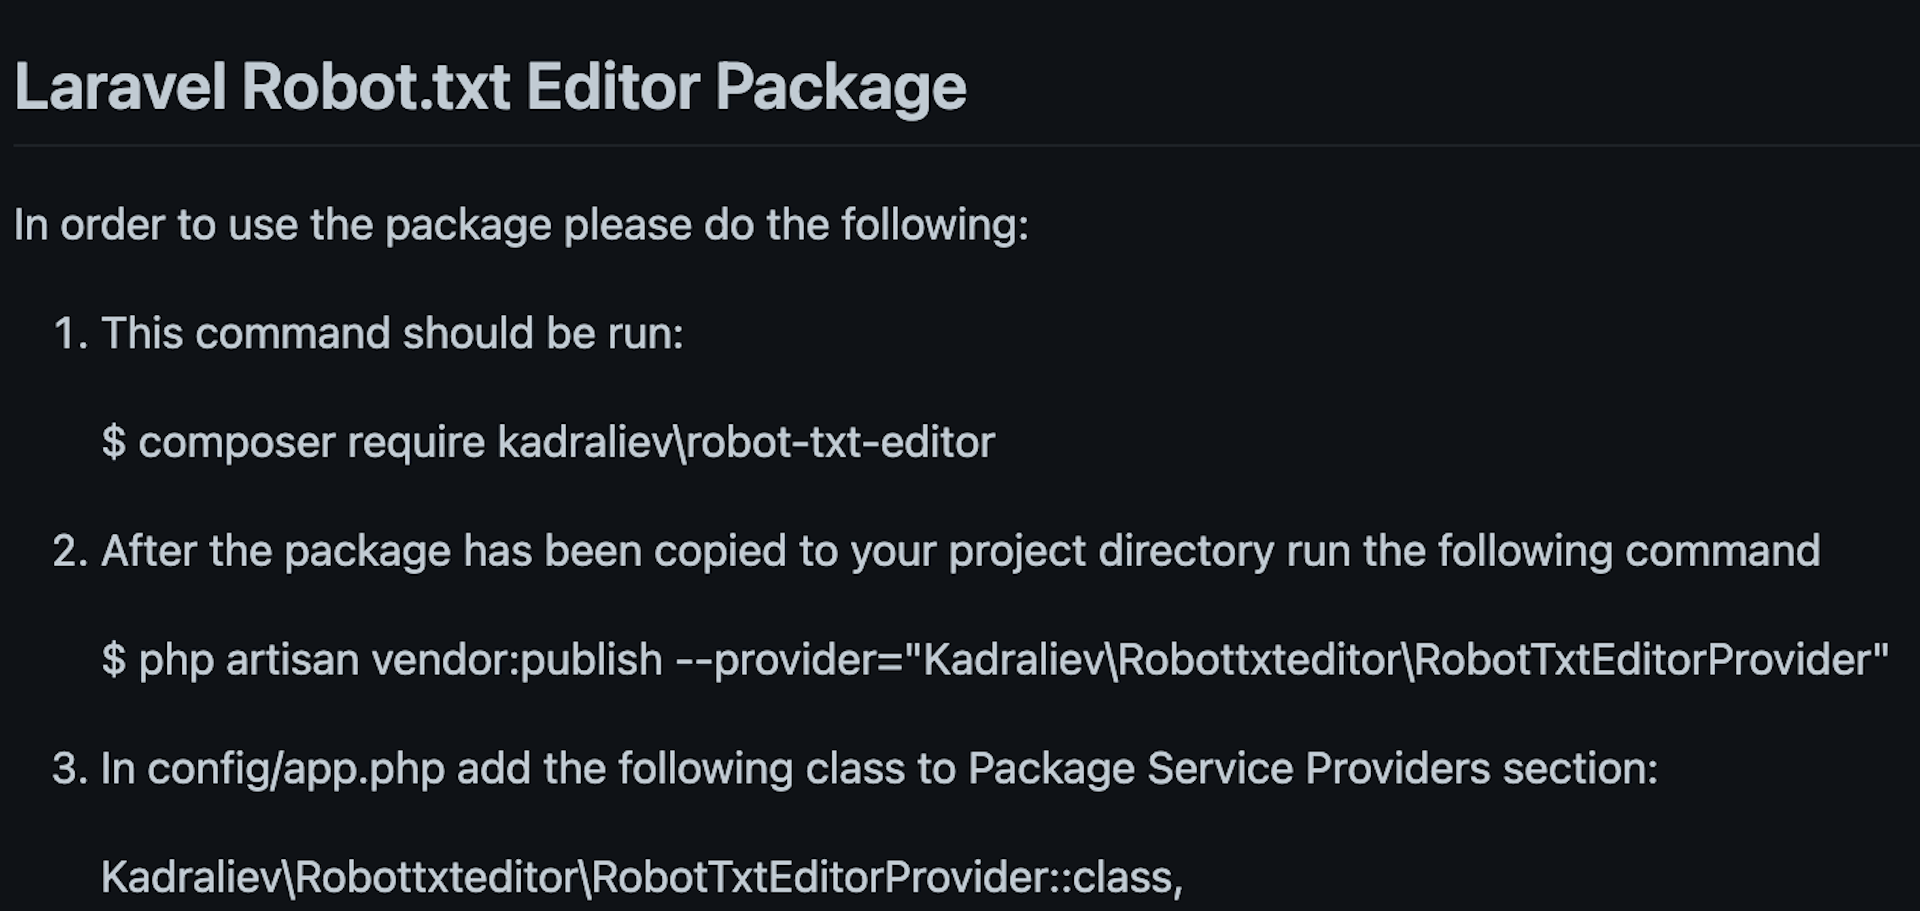 Laravel Robot.txt Editor Package
In order to use the package please do the following:
1. This command should be run:
$ composer require kadraliev\robot-txt-editor
2. After the package has been copied to your project directory run the following command
$ php artisan vendor:publish --provider="Kadraliev\Robottxteditor\RobotTxtEditorProvider"
3. In config/app.php add the following class to Package Service Providers section:
Kadraliev\Robottxteditor\RobotTxtEditorProvider::class,